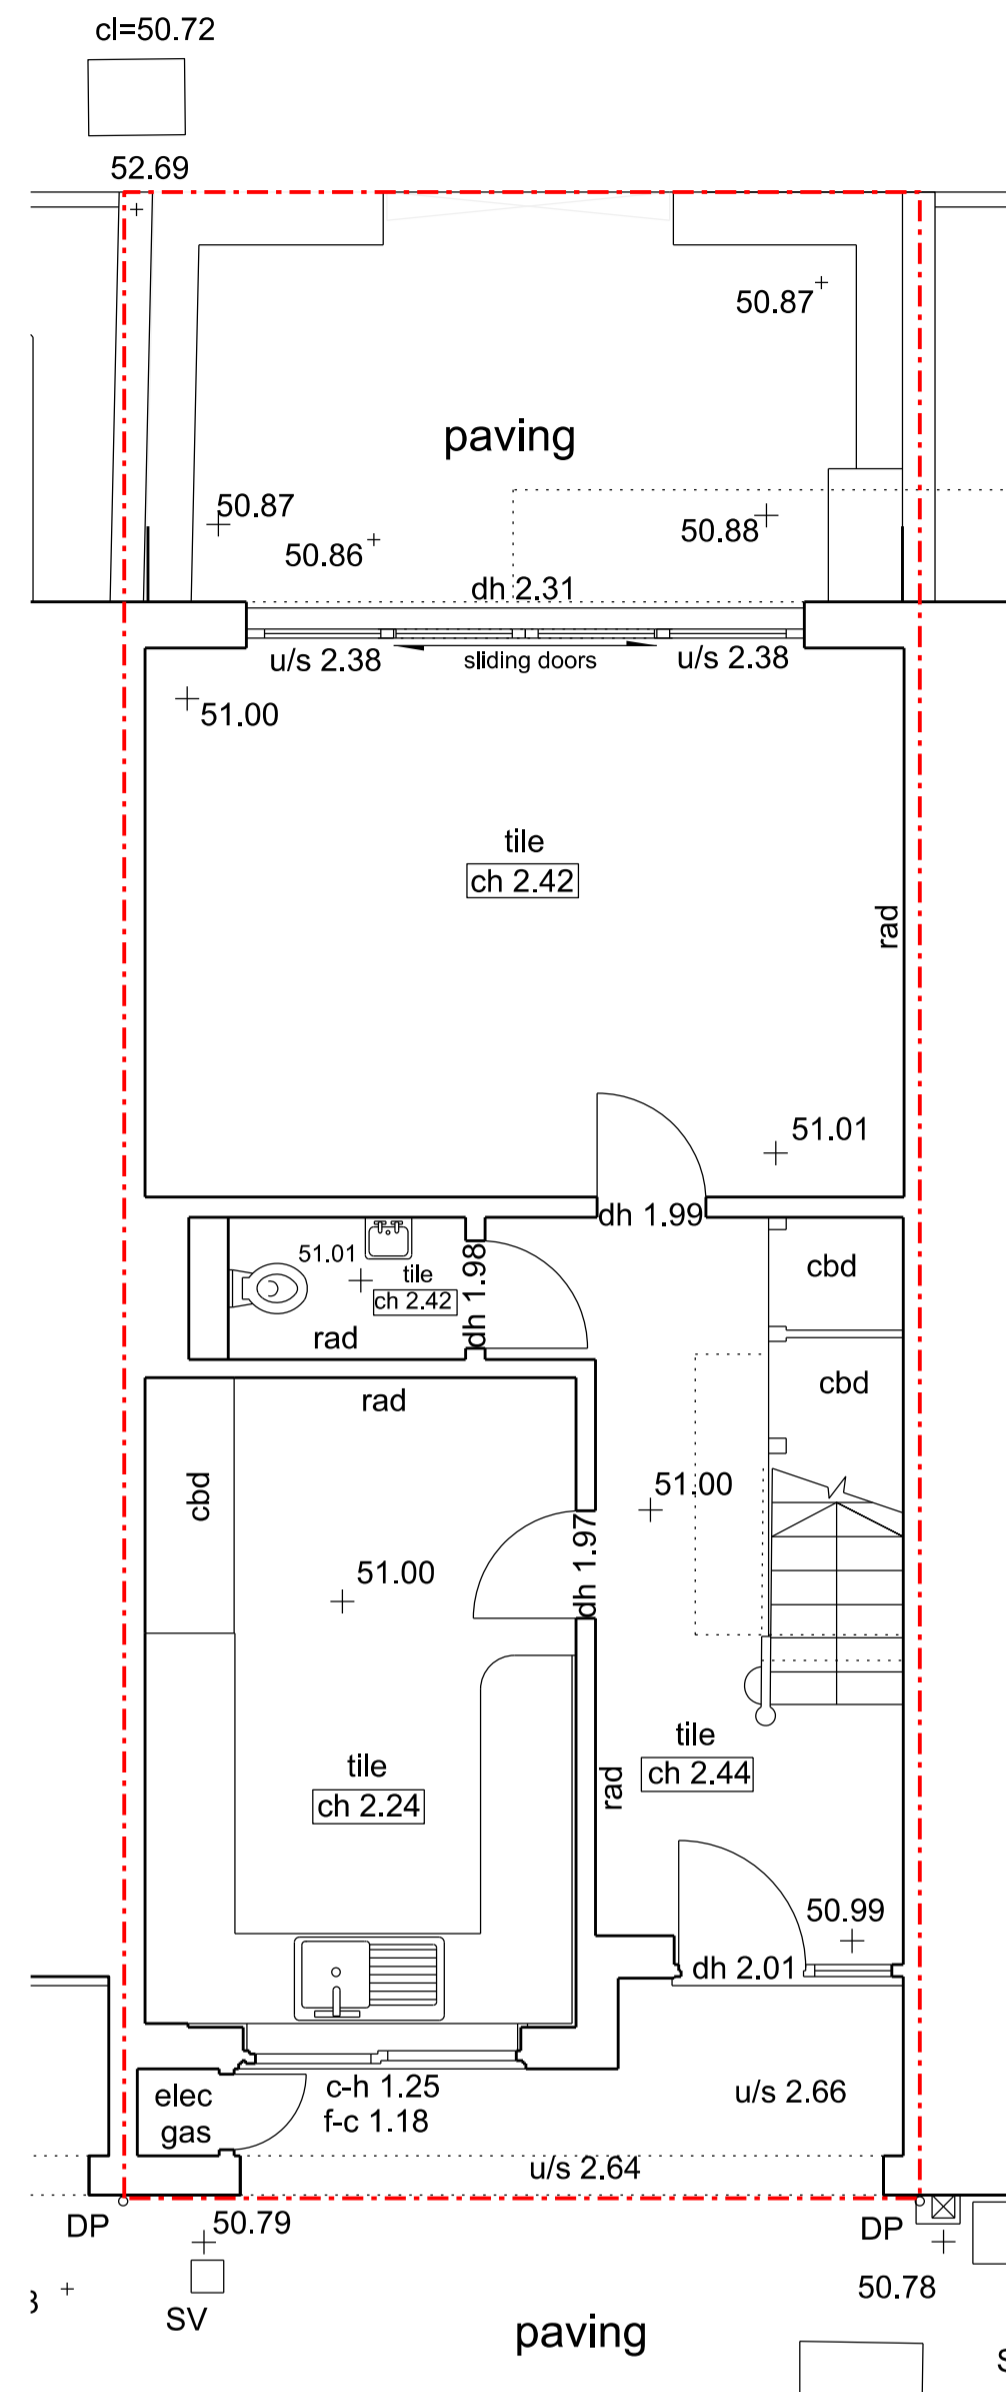 cl=50.72
52.69
50.87
paving
50.87
50.86
50.88
dh 2.31
u/s 2.38
sliding doors
u/s 2.38
51.00
tile
ch 2.42
rad
51.01
dh 1.99
51.01
tile
ch 2.42
rad
dh 1.98
cbd
cbd
rad
cbd
51.00
dh 1.97
51.00
tile
ch 2.24
rad
tile
ch 2.44
50.99
dh 2.01
elec
gas
c-h 1.25
f-c 1.18
u/s 2.66
u/s 2.64
DP
50.79
SV
DP
50.78
paving